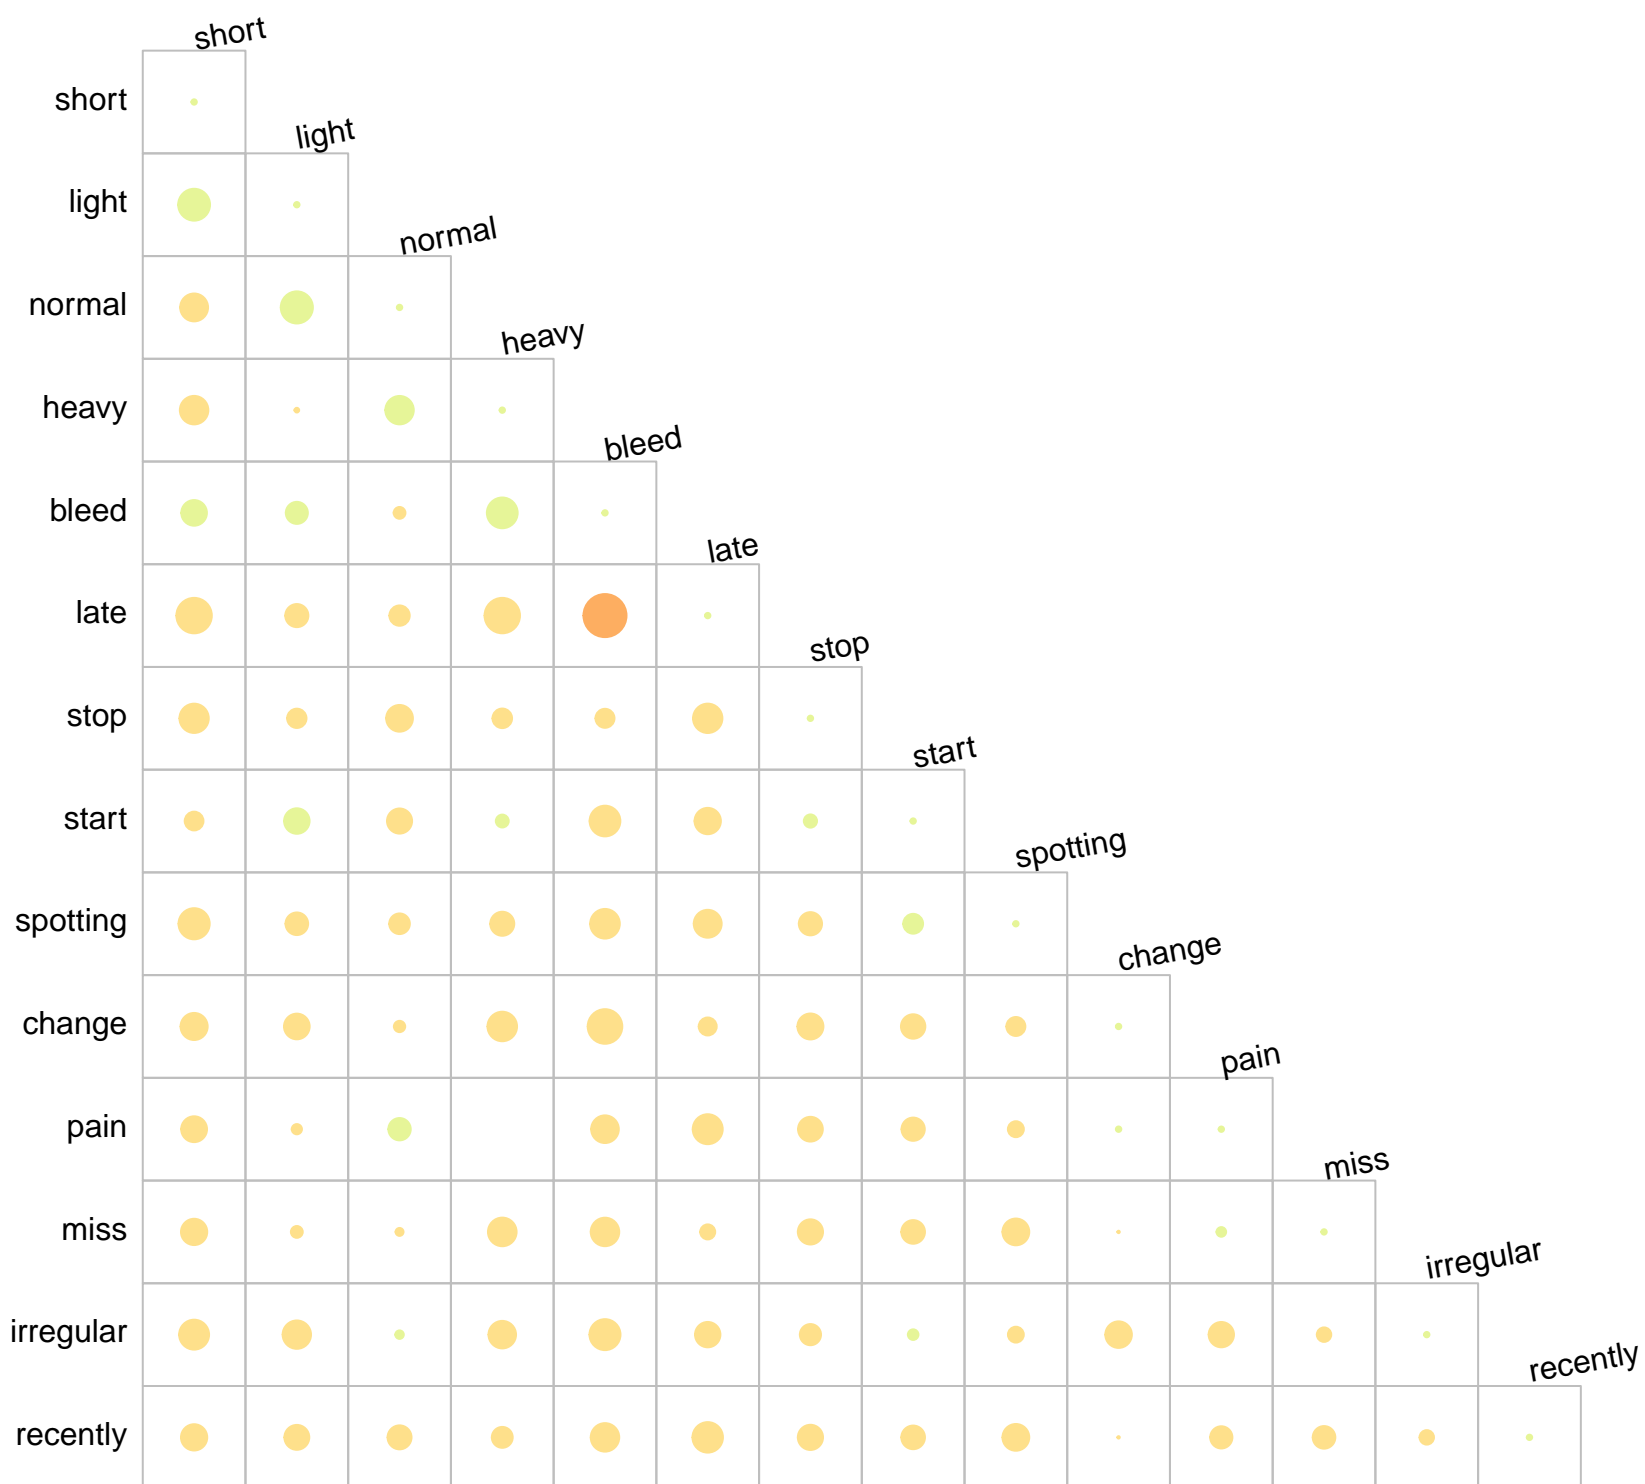 short
short
light
light
normal
normal
heavy
heavy
bleed
bleed
late
late
stop
stop
start
start
spotting
spotting
change
change
pain
pain
miss
miss
irregular
irregular
recently
recently